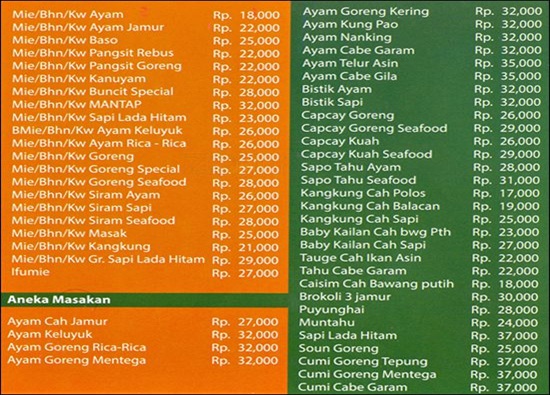 Mie/Bhn/Kw Ayam Rp. 18,000
Mie/Bhn/Kw Ayam Jamur Rp. 22,000
Mie/Bhn/Kw Baso Rp. 25,000
Mie/Bhn/Kw Pangsit Rebus Rp. 22,000
Mie/Bhn/Kw Pangsit Goreng Rp. 22,000
Mie/Bhn/Kw Kanuyam Rp. 22,000
Mie/Bhn/Kw Buncit Special Rp. 28,000
Mie/Bhn/Kw MANTAP Rp. 32,000
Mie/Bhn/Kw Sapi Lada Hitam Rp. 23,000
BMie/Bhn/Kw Ayam Keluyuk Rp. 26,000
Mie/Bhn/Kw Ayam Rica - Rica Rp. 26,000
Mie/Bhn/Kw Goreng Rp. 25,000
Mie/Bhn/Kw Goreng Special Rp. 27,000
Mie/Bhn/Kw Goreng Seafood Rp. 28,000
Mie/Bhn/Kw Siram Ayam Rp. 26,000
Mie/Bhn/Kw Siram Sapi Rp. 27,000
Mie/Bhn/Kw Siram Seafood Rp. 28,000
Mie/Bhn/Kw Masak Rp. 25,000
Mie/Bhn/Kw Kangkung Rp. 21,000
Mie/Bhn/Kw Gr. Sapi Lada Hitam Rp. 29,000
Ifumie Rp. 27,000
Aneka Masakan
Ayam Cah Jamur Rp. 27,000
Ayam Keluyuk Rp. 32,000
Ayam Goreng Rica-Rica Rp. 32,000
Ayam Goreng Mentega Rp. 32,000
Ayam Goreng Kering Rp. 32,000
Ayam Kung Pao Rp. 32,000
Ayam Nanking Rp. 32,000
Ayam Cabe Garam Rp. 32,000
Ayam Telur Asin Rp. 35,000
Ayam Cabe Gila Rp. 35,000
Bistik Ayam Rp. 32,000
Bistik Sapi Rp. 32,000
Capcay Goreng Rp. 26,000
Capcay Goreng Seafood Rp. 29,000
Capcay Kuah Rp. 26,000
Capcay Kuah Seafood Rp. 29,000
Sapo Tahu Ayam Rp. 28,000
Sapo Tahu Seafood Rp. 31,000
Kangkung Cah Polos Rp. 17,000
Kangkung Cah Balacan Rp. 19,000
Kangkung Cah Sapi Rp. 25,000
Baby Kailan Cah bwg Pth Rp. 23,000
Baby Kailan Cah Sapi Rp. 27,000
Tauge Cah Ikan Asin Rp. 22,000
Tahu Cabe Garam Rp. 22,000
Caisim Cah Bawang putih Rp. 18,000
Brokoli 3 jamur Rp. 30,000
Puyunghai Rp. 28,000
Muntahu Rp. 24,000
Sapi Lada Hitam Rp. 37,000
Soun Goreng Rp. 25,000
Cumi Goreng Tepung Rp. 37,000
Cumi Goreng Mentega Rp. 37,000
Cumi Cabe Garam Rp. 37,000